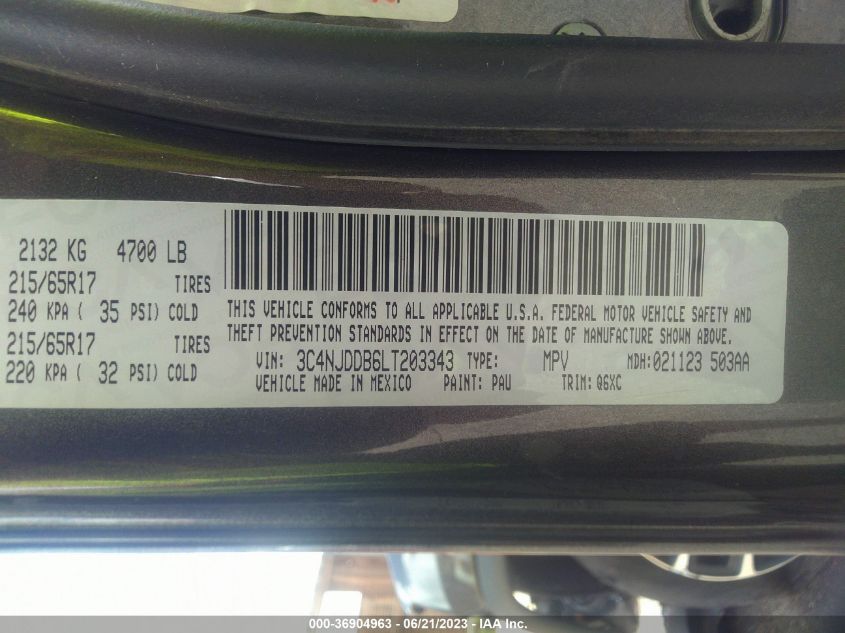 2132 KG 4700 LB
215/65R17 TIRES
240 KPA ( 35 PSI) COLD
215/65R17 TIRES
220 KPA ( 32 PSI) COLD
THIS VEHICLE CONFORMS TO ALL APPLICABLE U.S.A. FEDERAL MOTOR VEHICLE SAFETY AND
THEFT PREVENTION STANDARDS IN EFFECT ON THE DATE OF MANUFACTURE SHOWN ABOVE.
VIN: 3C4NJDDB6LT203343 TYPE: MPV MDH:021123 503AA
VEHICLE MADE IN MEXICO PAINT: PAU TRIM: Q6XC
000-36904963 - 06/21/2023 - IAA Inc.